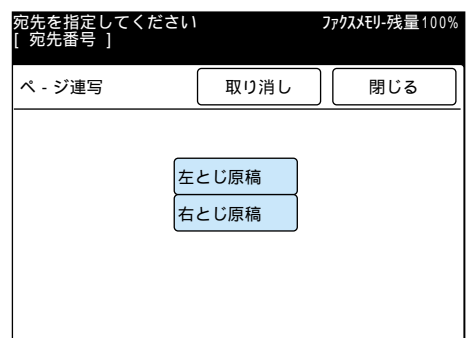 宛先を指定してください ﾌｧｸｽﾒﾓﾘｰ残量100%
[ 宛先番号 ]
ペ-ジ連写 取り消し 閉じる
左とじ原稿
右とじ原稿